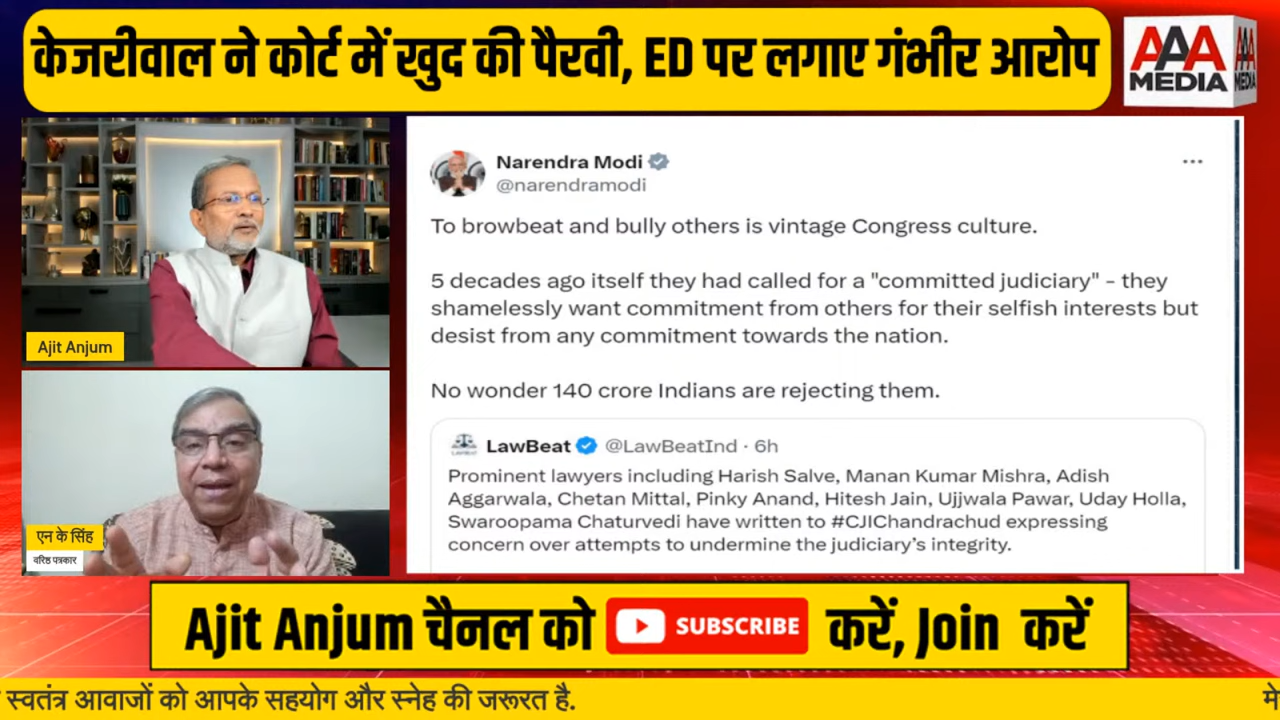 केजरीवाल ने कोर्ट में खुद की पैरवी, ED पर लगाए गंभीर आरोप
AAA
MEDIA
AAA
MEDIA
Ajit Anjum
एन के सिंह
वरिष्ठ पत्रकार
Narendra Modi
@narendramodi
To browbeat and bully others is vintage Congress culture.
5 decades ago itself they had called for a "committed judiciary" - they
shamelessly want commitment from others for their selfish interests but
desist from any commitment towards the nation.
No wonder 140 crore Indians are rejecting them.
LawBeat @LawBeatInd · 6h
Prominent lawyers including Harish Salve, Manan Kumar Mishra, Adish
Aggarwala, Chetan Mittal, Pinky Anand, Hitesh Jain, Ujjwala Pawar, Uday Holla,
Swaroopama Chaturvedi have written to #CJIChandrachud expressing
concern over attempts to undermine the judiciary's integrity.
Ajit Anjum चैनल को SUBSCRIBE करें, Join करें
स्वतंत्र आवाजों को आपके सहयोग और स्नेह की जरूरत है. मे